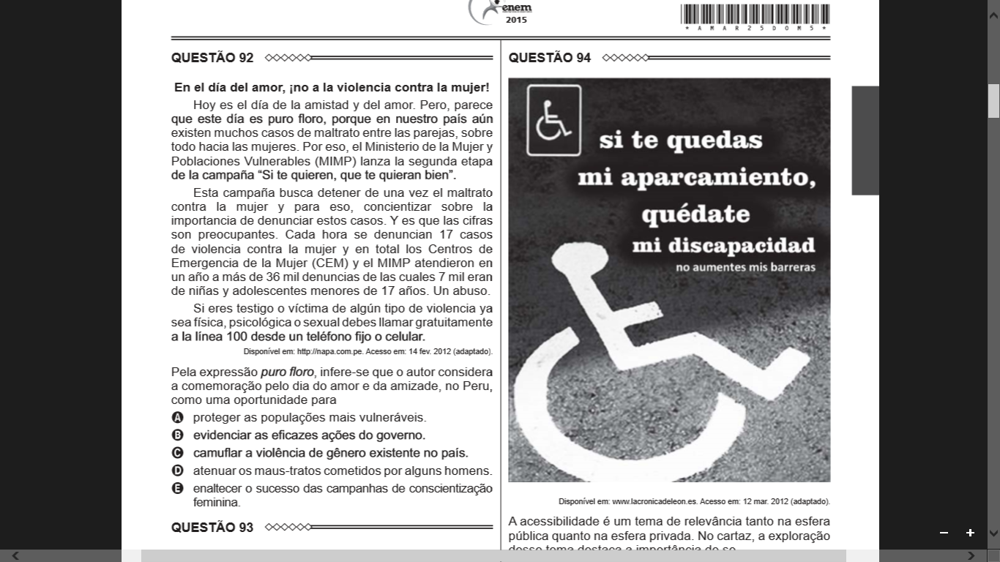 enem
2015
* A M A R 2 5 D O M 5 *
QUESTÃO 92
En el día del amor, ¡no a la violencia contra la mujer!
Hoy es el día de la amistad y del amor. Pero, parece
que este día es puro floro, porque en nuestro país aún
existen muchos casos de maltrato entre las parejas, sobre
todo hacia las mujeres. Por eso, el Ministerio de la Mujer y
Poblaciones Vulnerables (MIMP) lanza la segunda etapa
de la campaña “Si te quieren, que te quieran bien”.
Esta campaña busca detener de una vez el maltrato
contra la mujer y para eso, concientizar sobre la
importancia de denunciar estos casos. Y es que las cifras
son preocupantes. Cada hora se denuncian 17 casos
de violencia contra la mujer y en total los Centros de
Emergencia de la Mujer (CEM) y el MIMP atendieron en
un año a más de 36 mil denuncias de las cuales 7 mil eran
de niñas y adolescentes menores de 17 años. Un abuso.
Si eres testigo o víctima de algún tipo de violencia ya
sea física, psicológica o sexual debes llamar gratuitamente
a la línea 100 desde un teléfono fijo o celular.
Disponível em: http://napa.com.pe. Acesso em: 14 fev. 2012 (adaptado).
Pela expressão puro floro, infere-se que o autor considera
a comemoração pelo dia do amor e da amizade, no Peru,
como uma oportunidade para
A proteger as populações mais vulneráveis.
B evidenciar as eficazes ações do governo.
C camuflar a violência de gênero existente no país.
D atenuar os maus-tratos cometidos por alguns homens.
E enaltecer o sucesso das campanhas de conscientização
feminina.
QUESTÃO 93
QUESTÃO 94
si te quedas
mi aparcamiento,
quédate
mi discapacidad
no aumentes mis barreras
Disponível em: www.lacronicadeleon.es. Acesso em: 12 mar. 2012 (adaptado).
A acessibilidade é um tema de relevância tanto na esfera
pública quanto na esfera privada. No cartaz, a exploração
desse tema destaca a importância de se